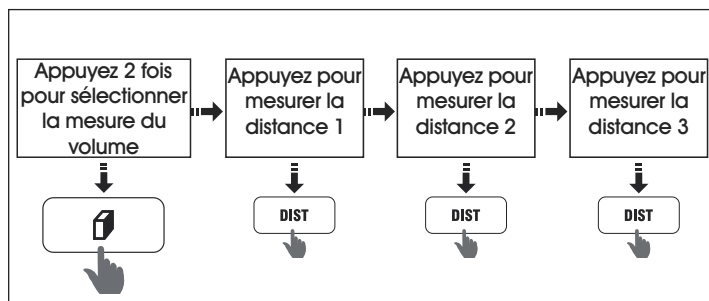 Appuyez 2 fois
pour sélectionner
la mesure du
volume
Appuyez pour
mesurer la
distance 1
Appuyez pour
mesurer la
distance 2
Appuyez pour
mesurer la
distance 3
DIST
DIST
DIST